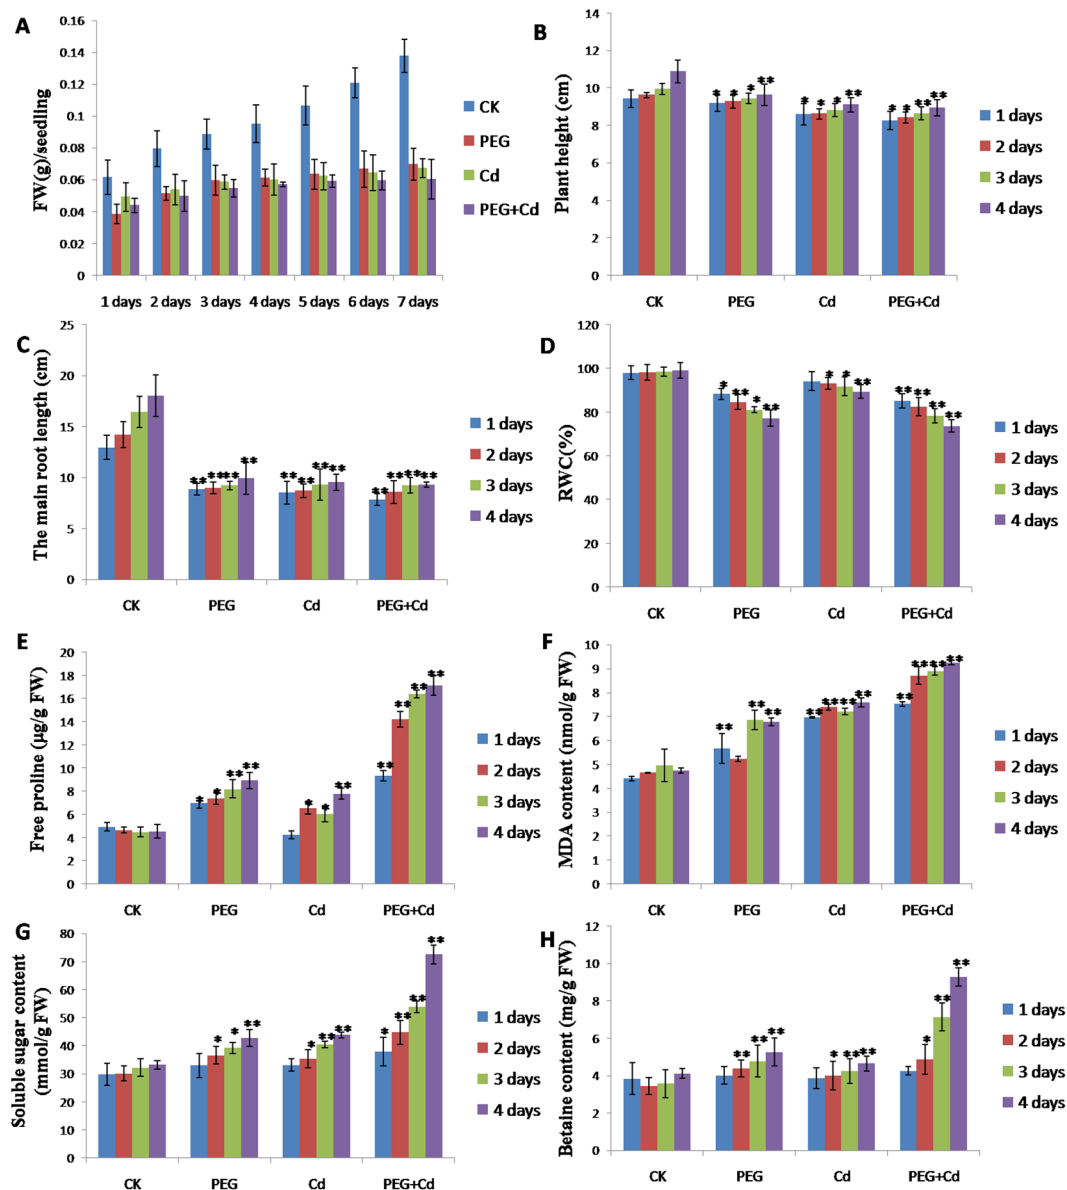 A
0.16
0.14
0.12
0.1
0.08
0.06
0.04
0.02
0
FW(g)/seedling
1 days 2 days 3 days 4 days 5 days 6 days 7 days
CK
PEG
Cd
PEG+Cd
B
14
12
10
8
6
4
2
0
Plant height (cm)
* * * ** * * * ** * * ** **
CK PEG Cd PEG+Cd
1 days
2 days
3 days
4 days
C
25
20
15
10
5
0
The main root length (cm)
** ** ** ** ** ** ** ** ** ** ** **
CK PEG Cd PEG+Cd
1 days
2 days
3 days
4 days
D
120
100
80
60
40
20
0
RWC(%)
* ** * ** * * ** ** ** ** **
CK PEG Cd PEG+Cd
1 days
2 days
3 days
4 days
E
20
18
16
14
12
10
8
6
4
2
0
Free proline (µg/g FW)
* * ** ** * * ** ** ** ** **
CK PEG Cd PEG+Cd
1 days
2 days
3 days
4 days
F
10
9
8
7
6
5
4
3
2
1
0
MDA content (nmol/g FW)
** ** ** ** ** ** ** ** ** ** **
CK PEG Cd PEG+Cd
1 days
2 days
3 days
4 days
G
80
70
60
50
40
30
20
10
0
Soluble sugar content
(mmol/g FW)
* * ** * ** ** * ** ** **
CK PEG Cd PEG+Cd
1 days
2 days
3 days
4 days
H
12
10
8
6
4
2
0
Betaine content (mg/g FW)
** ** ** * ** ** * ** **
CK PEG Cd PEG+Cd
1 days
2 days
3 days
4 days